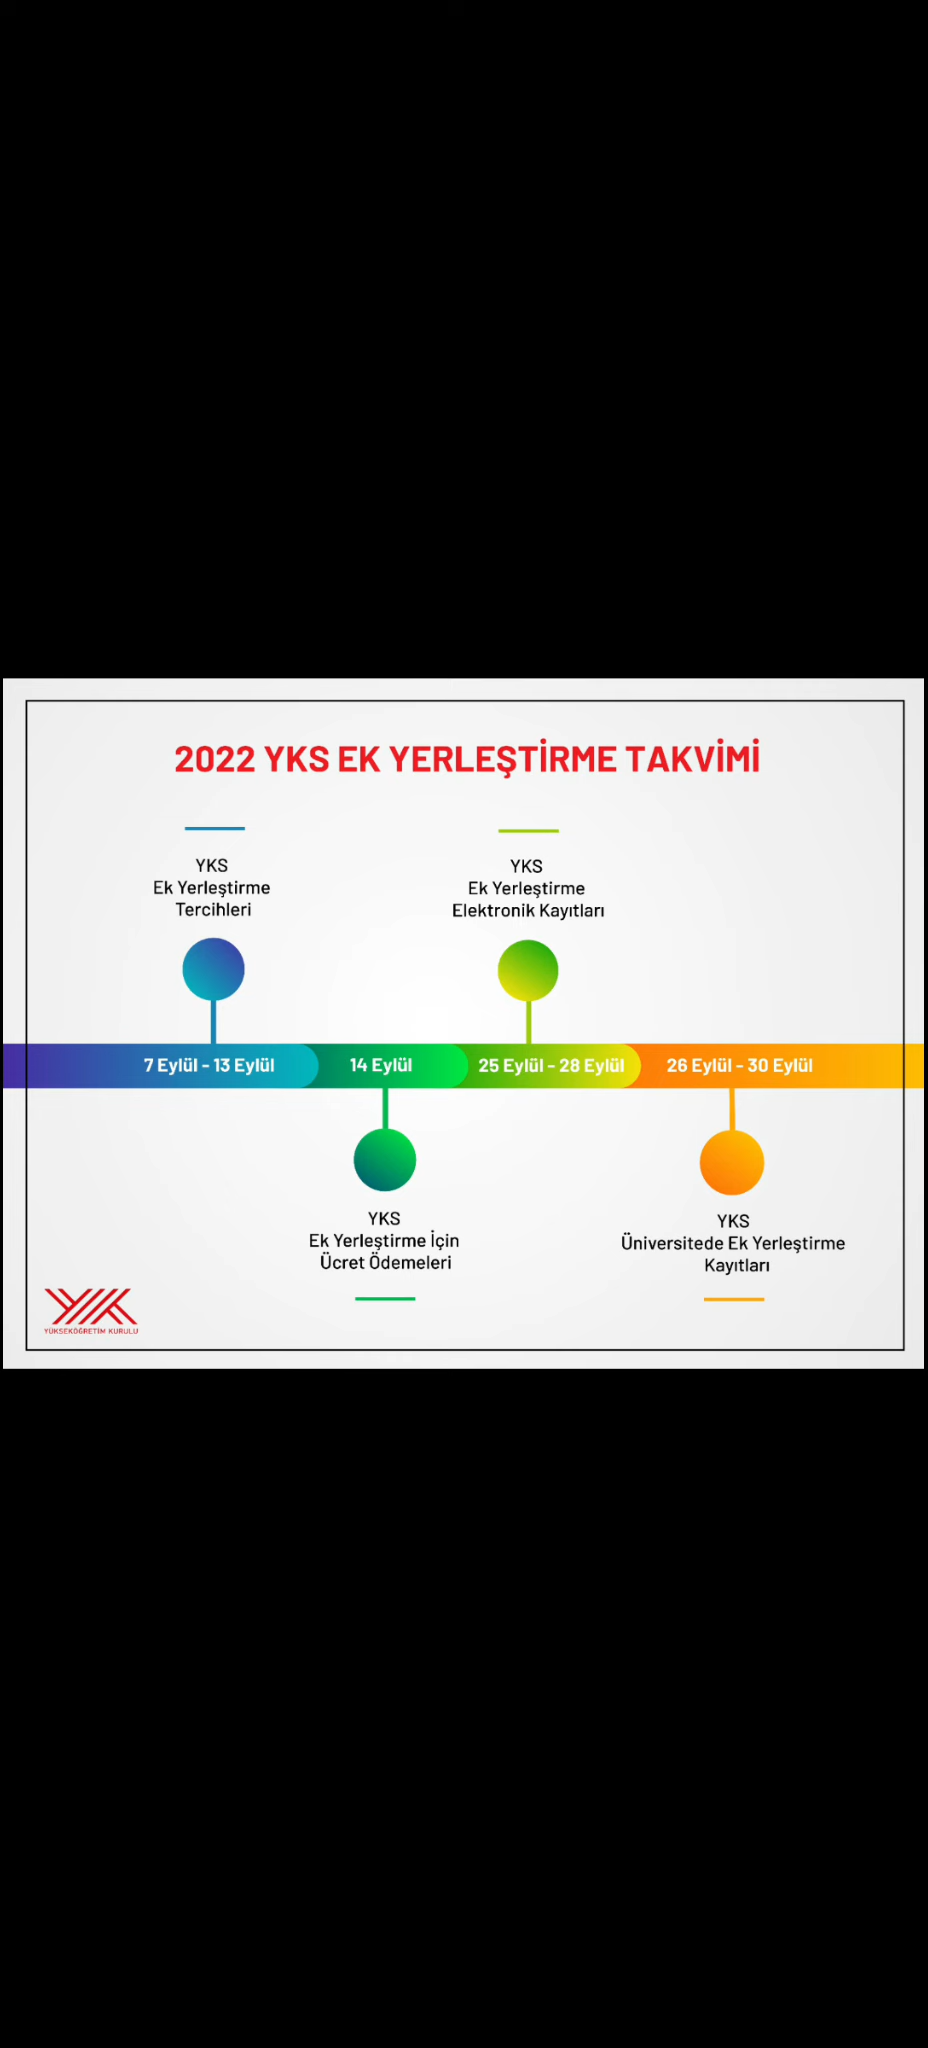 2022 YKS EK YERLEŞTİRME TAKVİMİ
YKS
Ek Yerleştirme
Tercihleri
YKS
Ek Yerleştirme
Elektronik Kayıtları
7 Eylül - 13 Eylül
14 Eylül
25 Eylül - 28 Eylül
26 Eylül - 30 Eylül
YKS
Ek Yerleştirme İçin
Ücret Ödemeleri
YKS
Üniversitede Ek Yerleştirme
Kayıtları
YÜKSEKÖĞRETİM KURULU